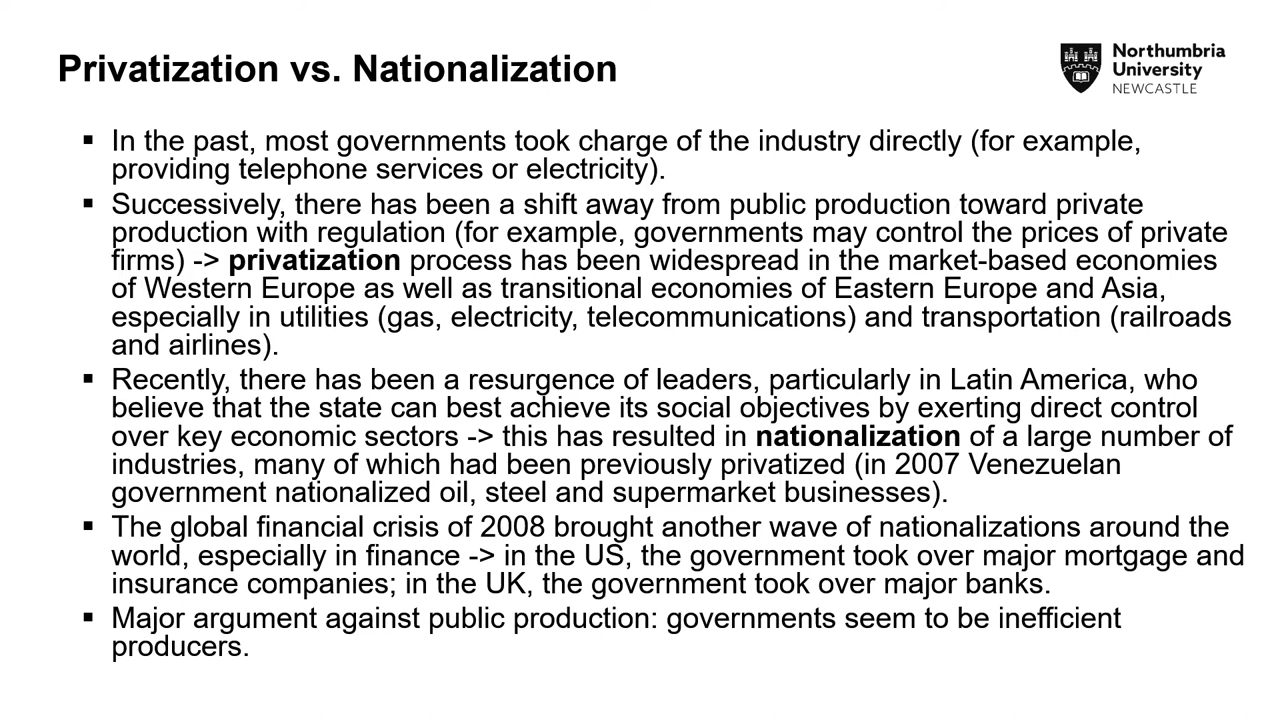 Privatization vs. Nationalization
Northumbria
University
NEWCASTLE
▪ In the past, most governments took charge of the industry directly (for example,
providing telephone services or electricity).
▪ Successively, there has been a shift away from public production toward private
production with regulation (for example, governments may control the prices of private
firms) -> privatization process has been widespread in the market-based economies
of Western Europe as well as transitional economies of Eastern Europe and Asia,
especially in utilities (gas, electricity, telecommunications) and transportation (railroads
and airlines).
▪ Recently, there has been a resurgence of leaders, particularly in Latin America, who
believe that the state can best achieve its social objectives by exerting direct control
over key economic sectors -> this has resulted in nationalization of a large number of
industries, many of which had been previously privatized (in 2007 Venezuelan
government nationalized oil, steel and supermarket businesses).
▪ The global financial crisis of 2008 brought another wave of nationalizations around the
world, especially in finance -> in the US, the government took over major mortgage and
insurance companies; in the UK, the government took over major banks.
▪ Major argument against public production: governments seem to be inefficient
producers.